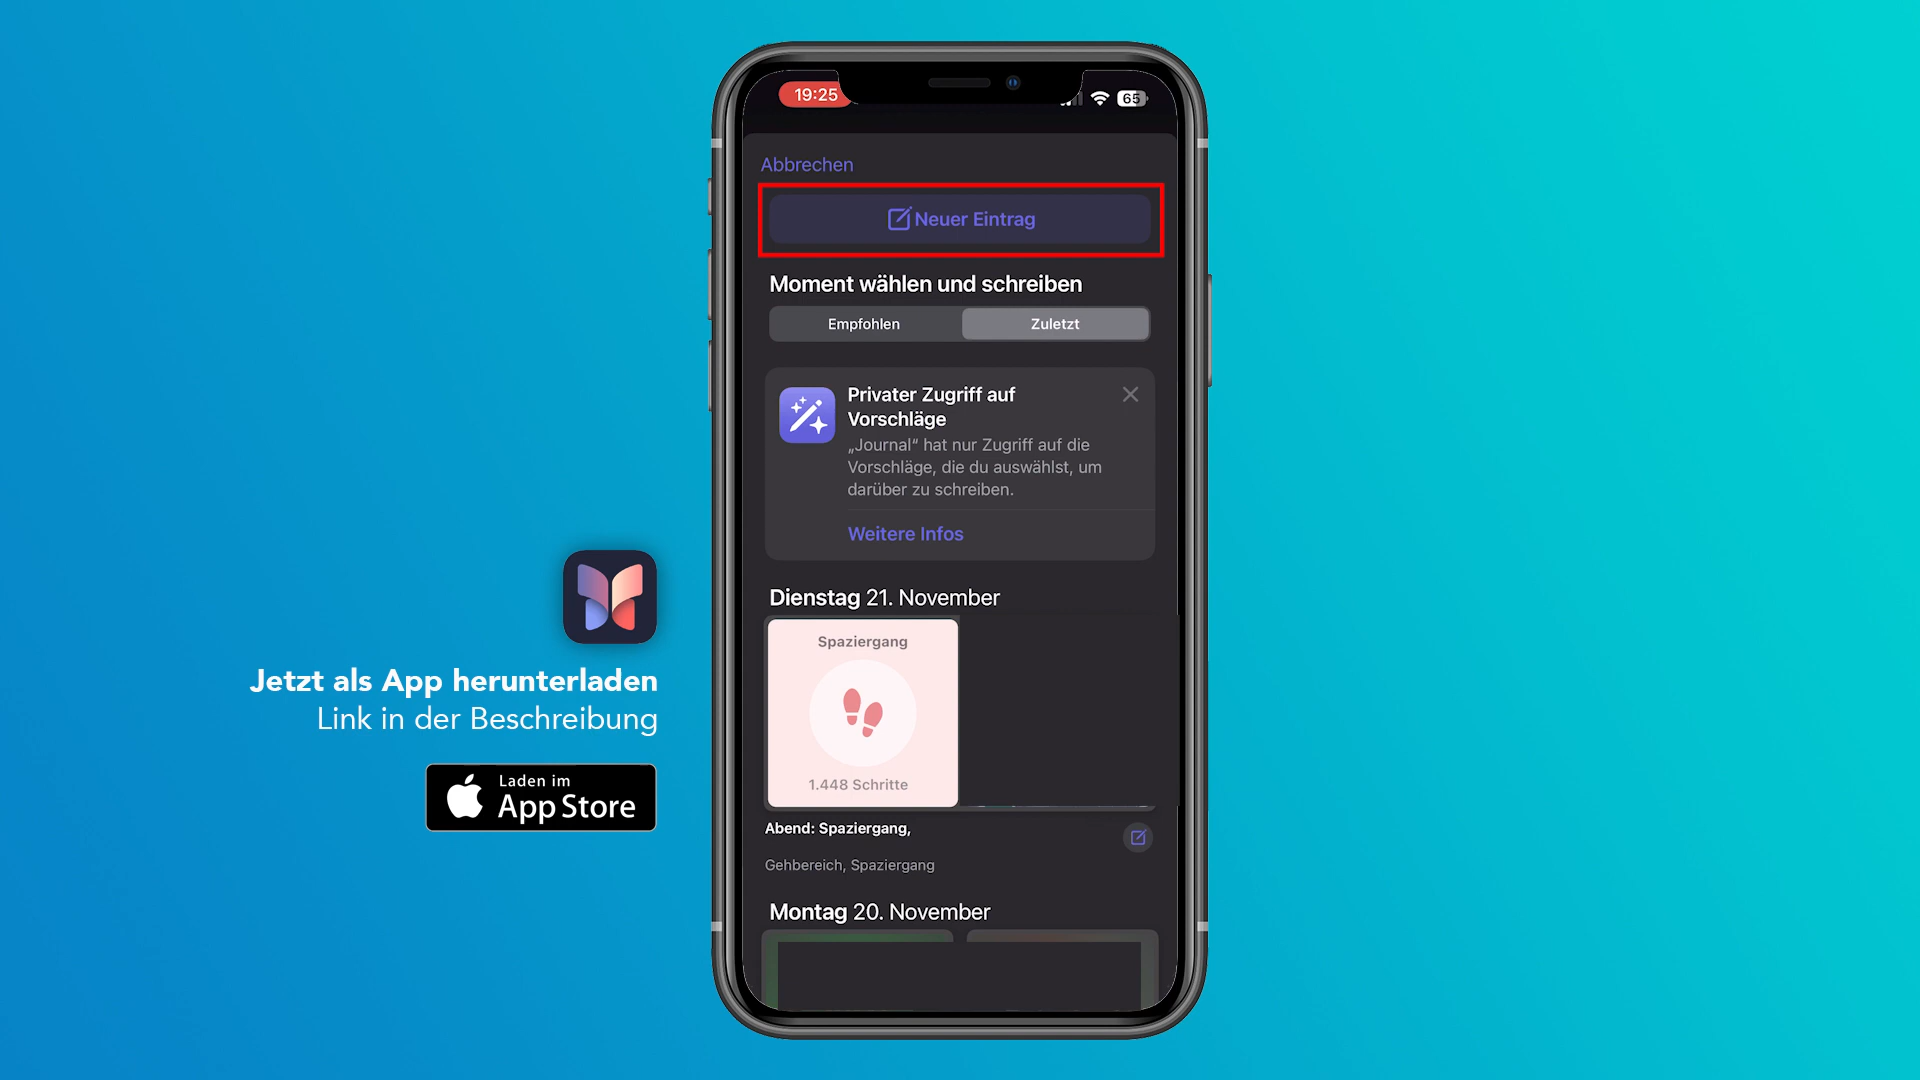 19:25
65
Abbrechen
Neuer Eintrag
Moment wählen und schreiben
Empfohlen
Zuletzt
Privater Zugriff auf
Vorschläge
„Journal“ hat nur Zugriff auf die
Vorschläge, die du auswählst, um
darüber zu schreiben.
Weitere Infos
Dienstag 21. November
Spaziergang
1.448 Schritte
Abend: Spaziergang,
Gehbereich, Spaziergang
Montag 20. November
Jetzt als App herunterladen
Link in der Beschreibung
Laden im
App Store